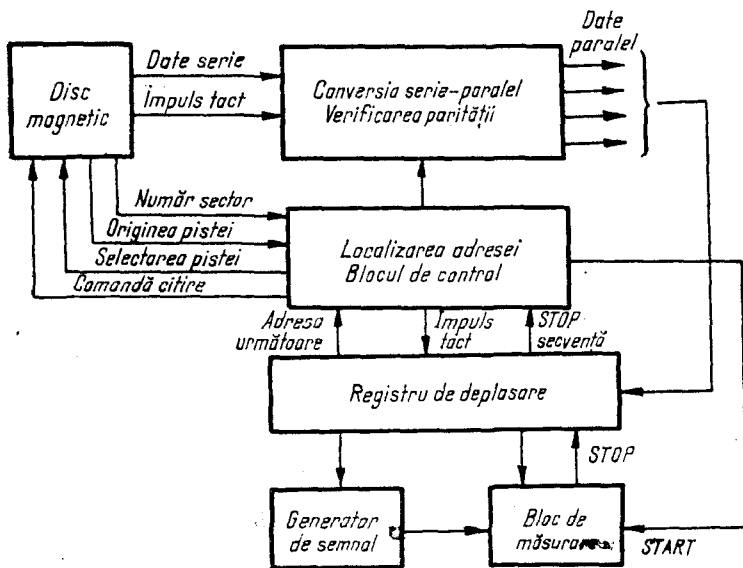 Date
paralel
Date serie
Disc
magnetic
Conversia serie-paralel
Impuls tact
Verificarea parității
Număr sector
Originea pistei
Localizarea adresei
Selectarea pistei
Blocul de control
Comandă citire
Adresa
următoare
Impuls
tact
STOP
secvență
Registru de deplasare
STOP
Generator
de semnal
Bloc de
măsurare
START